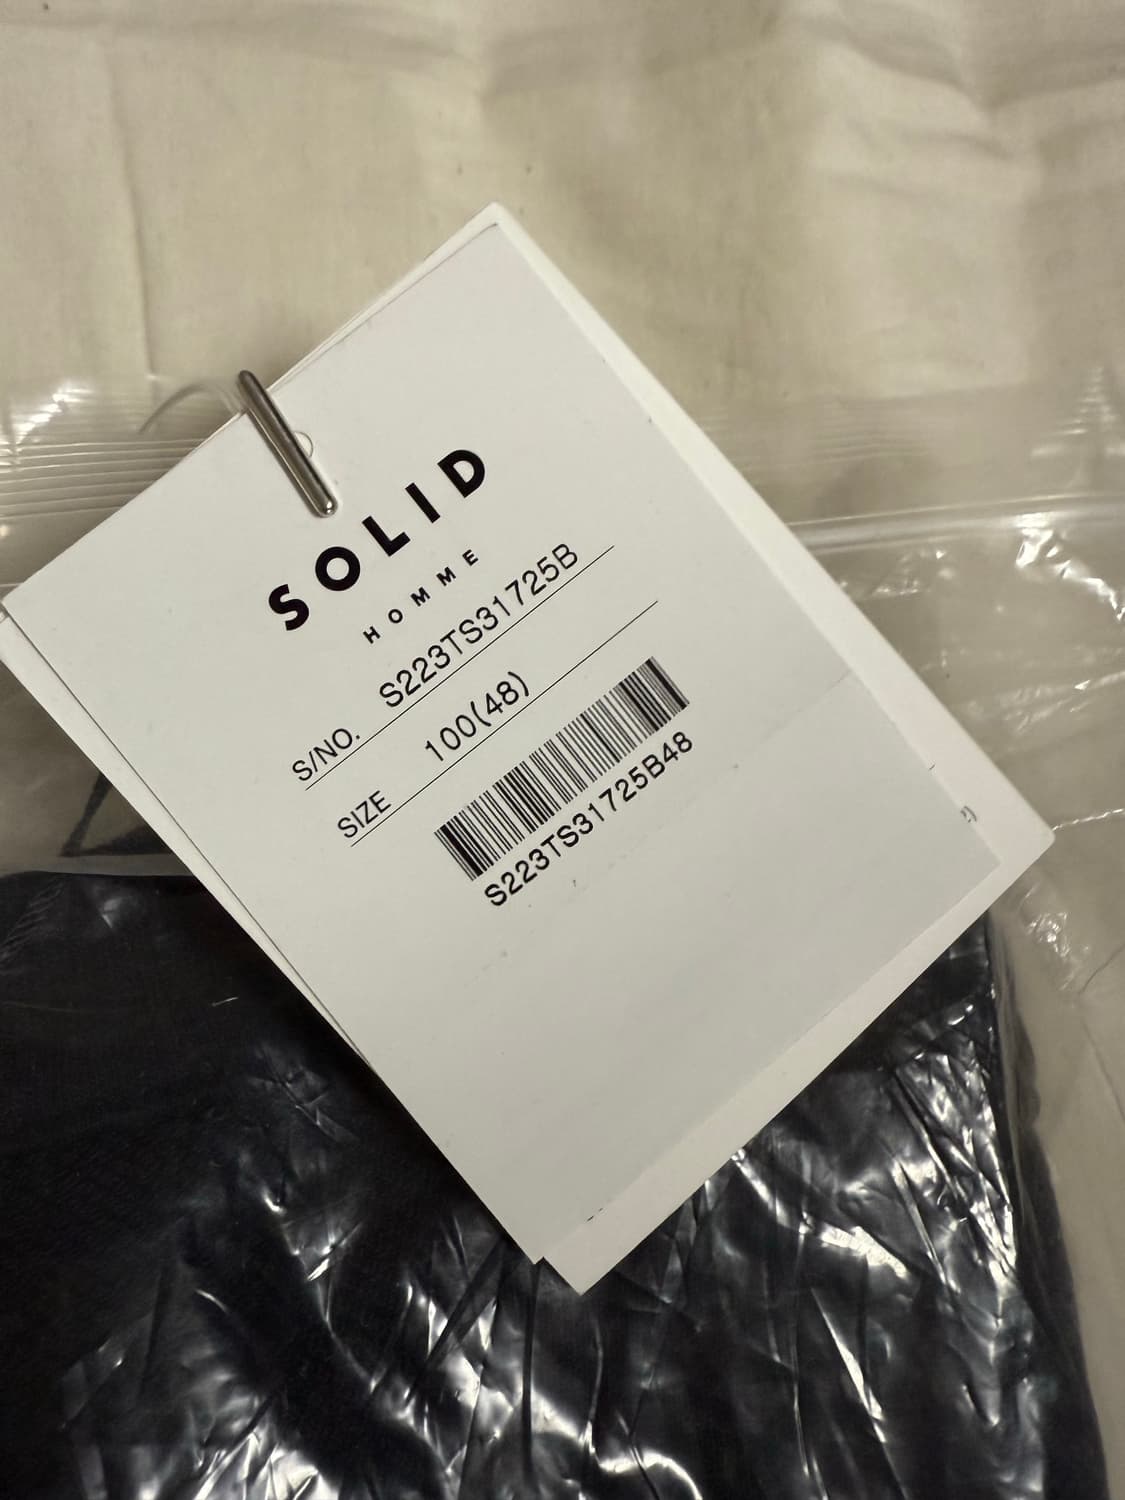 SOLID
HOMME
S/NO. S223TS31725B
SIZE 100(48)
S223TS31725B48